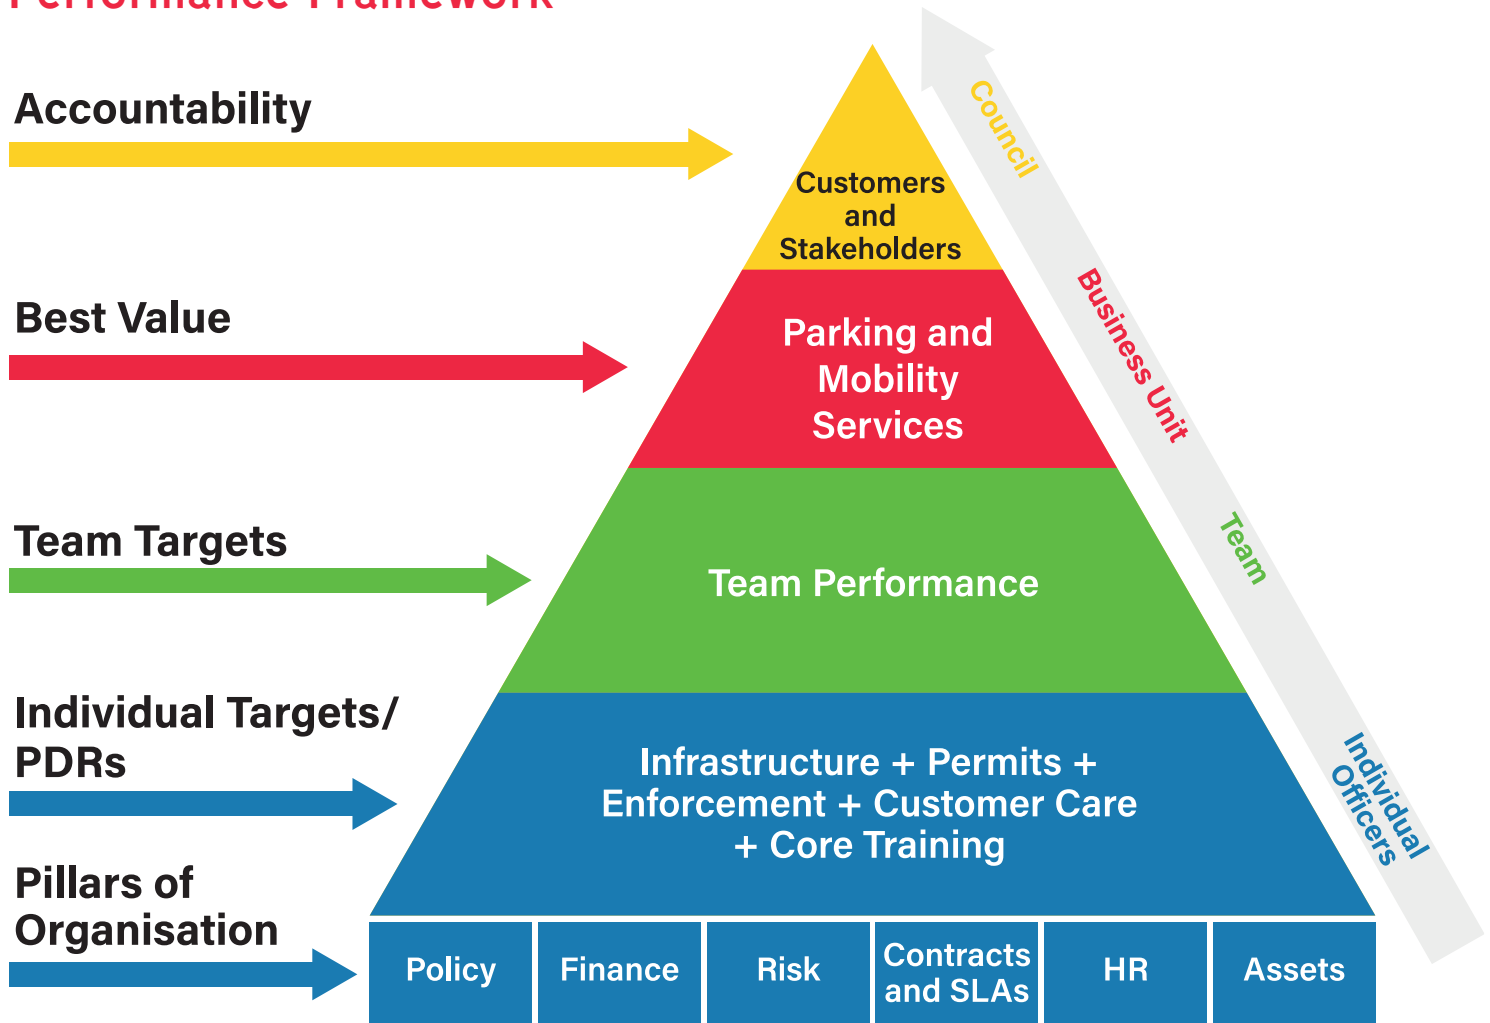 Performance Framework
Accountability
Customers
and
Stakeholders
Council
Best Value
Parking and
Mobility
Services
Business Unit
Team Targets
Team Performance
Team
Individual Targets/
PDRs
Infrastructure + Permits +
Enforcement + Customer Care
+ Core Training
Individual
Officers
Pillars of
Organisation
Policy
Finance
Risk
Contracts
and SLAs
HR
Assets